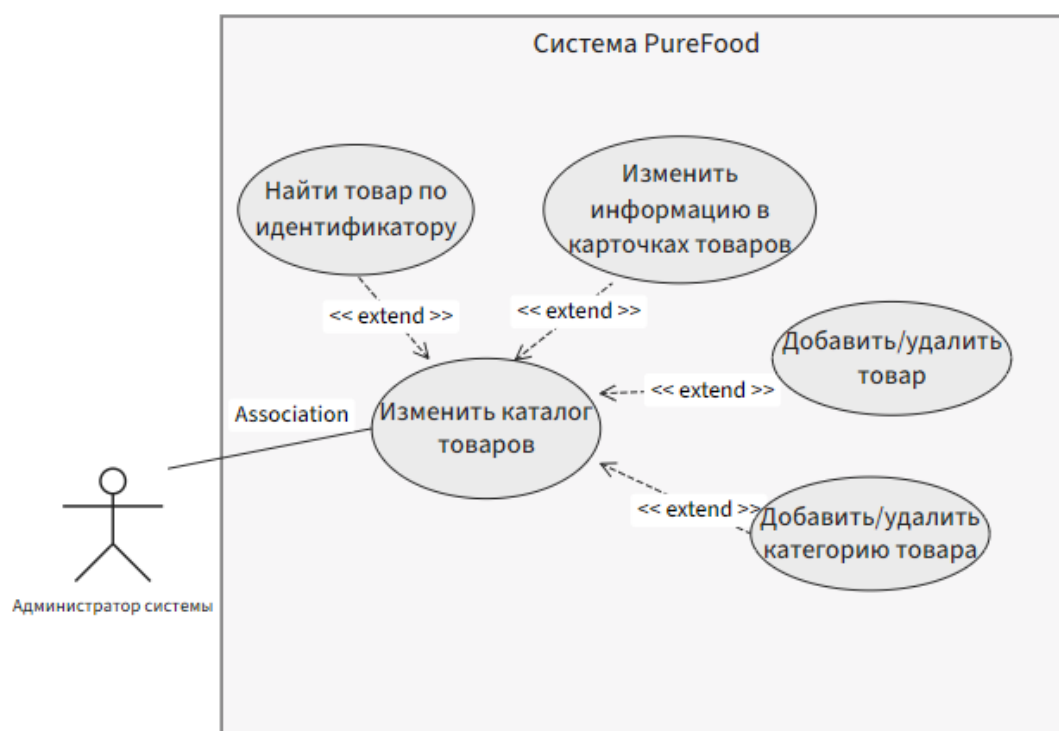 Система PureFood
Найти товар по
идентификатору
Изменить
информацию в
карточках товаров
<< extend >>
<< extend >>
Добавить/удалить
товар
<< extend >>
Association
Изменить каталог
товаров
<< extend >>
Добавить/удалить
категорию товара
Администратор системы